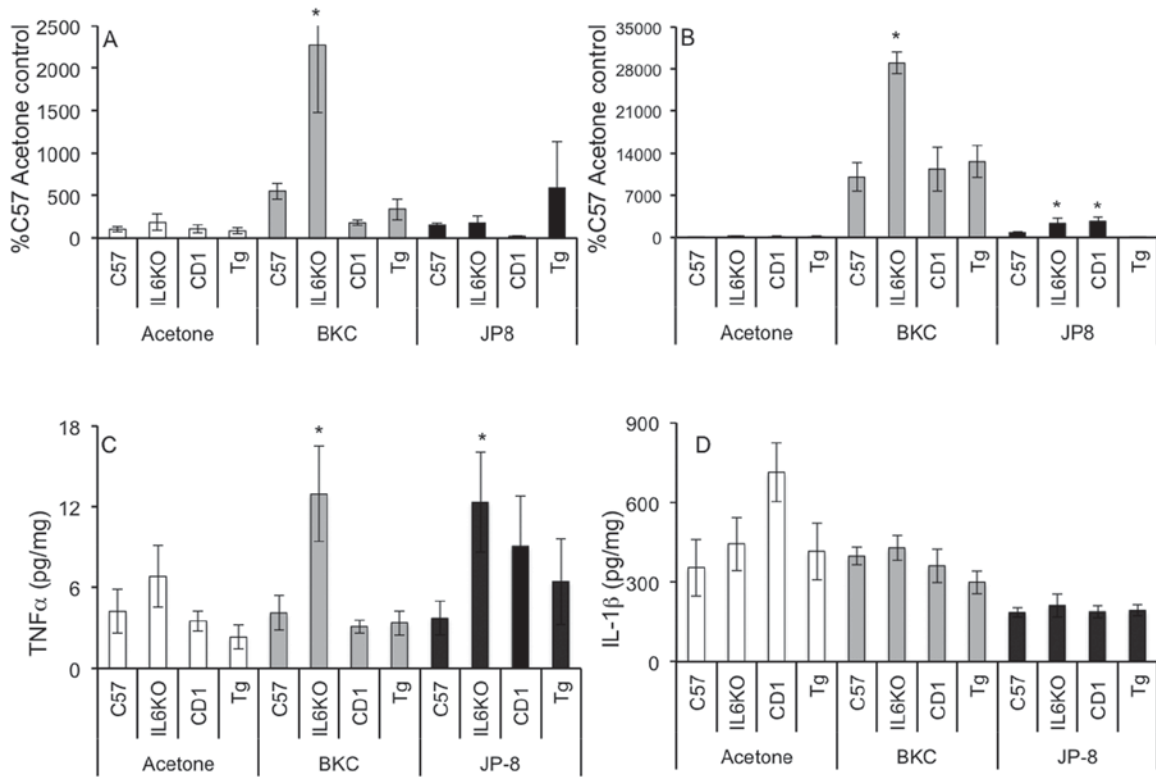 A
%C57 Acetone control
2500
2000
1500
1000
500
0
*
C57 IL6KO CD1 Tg C57 IL6KO CD1 Tg C57 IL6KO CD1 Tg
Acetone BKC JP8
B
%C57 Acetone control
35000
28000
21000
14000
7000
0
*
* *
C57 IL6KO CD1 Tg C57 IL6KO CD1 Tg C57 IL6KO CD1 Tg
Acetone BKC JP8
C
TNFα (pg/mg)
18
12
6
0
* *
C57 IL6KO CD1 Tg C57 IL6KO CD1 Tg C57 IL6KO CD1 Tg
Acetone BKC JP-8
D
IL-1β (pg/mg)
900
600
300
0
C57 IL6KO CD1 Tg C57 IL6KO CD1 Tg C57 IL6KO CD1 Tg
Acetone BKC JP-8